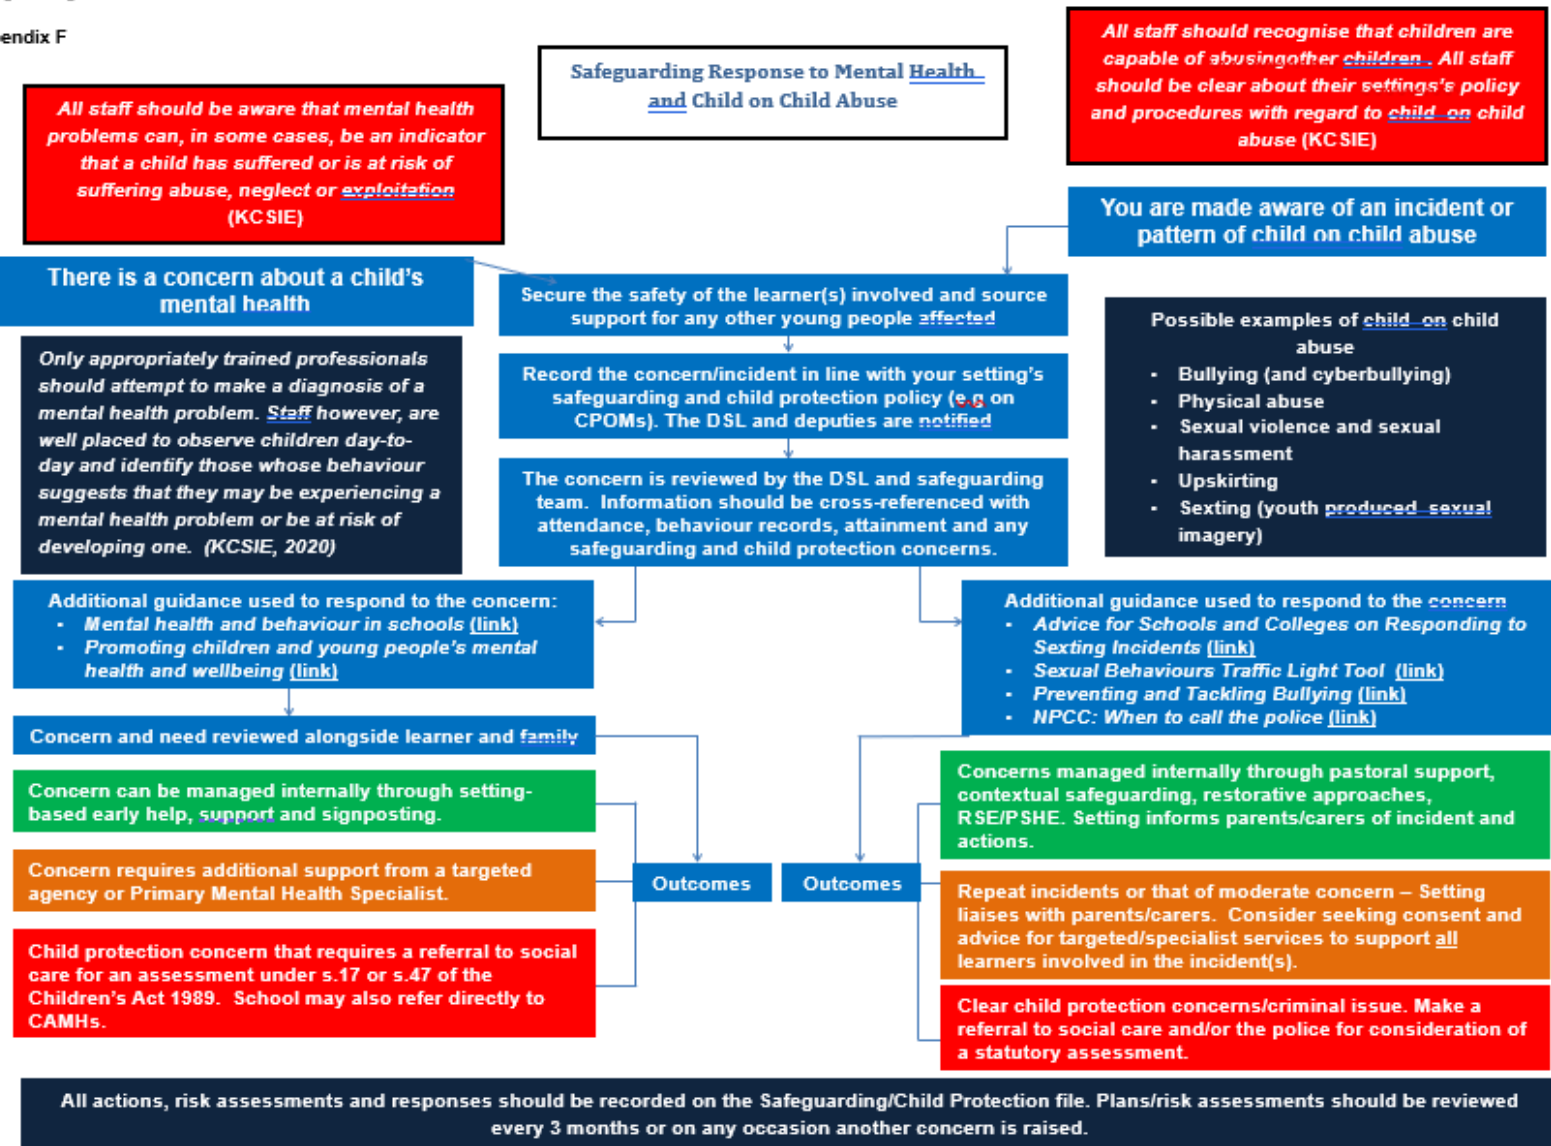 endix F
Safeguarding Response to Mental Health
and Child on Child Abuse
All staff should recognise that children are
capable of abusingother children . All staff
should be clear about their settings's policy
and procedures with regard to child on child
abuse (KCSIE)
All staff should be aware that mental health
problems can, in some cases, be an indicator
that a child has suffered or is at risk of
suffering abuse, neglect or exploitation
(KCSIE)
You are made aware of an incident or
pattern of child on child abuse
There is a concern about a child's
mental health
Secure the safety of the learner(s) involved and source
support for any other young people affected
Only appropriately trained professionals
should attempt to make a diagnosis of a
mental health problem. Staff however, are
well placed to observe children day-to-
day and identify those whose behaviour
suggests that they may be experiencing a
mental health problem or be at risk of
developing one. (KCSIE, 2020)
Record the concern/incident in line with your setting's
safeguarding and child protection policy (e.g on
CPOMs). The DSL and deputies are notified
The concern is reviewed by the DSL and safeguarding
team. Information should be cross-referenced with
attendance, behaviour records, attainment and any
safeguarding and child protection concerns.
Possible examples of child on child
abuse
- Bullying (and cyberbullying)
- Physical abuse
- Sexual violence and sexual
harassment
- Upskirting
- Sexting (youth produced sexual
imagery)
Additional guidance used to respond to the concern:
- Mental health and behaviour in schools (link)
- Promoting children and young people's mental
health and wellbeing (link)
Additional guidance used to respond to the concern
- Advice for Schools and Colleges on Responding to
Sexting Incidents (link)
- Sexual Behaviours Traffic Light Tool (link)
- Preventing and Tackling Bullying (link)
- NPCC: When to call the police (link)
Concern and need reviewed alongside learner and family
Concern can be managed internally through setting-
based early help, support and signposting.
Concern requires additional support from a targeted
agency or Primary Mental Health Specialist.
Child protection concern that requires a referral to social
care for an assessment under s.17 or s.47 of the
Children's Act 1989. School may also refer directly to
CAMHs.
Outcomes
Outcomes
Concerns managed internally through pastoral support,
contextual safeguarding, restorative approaches,
RSE/PSHE. Setting informs parents/carers of incident and
actions.
Repeat incidents or that of moderate concern – Setting
liaises with parents/carers. Consider seeking consent and
advice for targeted/specialist services to support all
learners involved in the incident(s).
Clear child protection concerns/criminal issue. Make a
referral to social care and/or the police for consideration of
a statutory assessment.
All actions, risk assessments and responses should be recorded on the Safeguarding/Child Protection file. Plans/risk assessments should be reviewed
every 3 months or on any occasion another concern is raised.